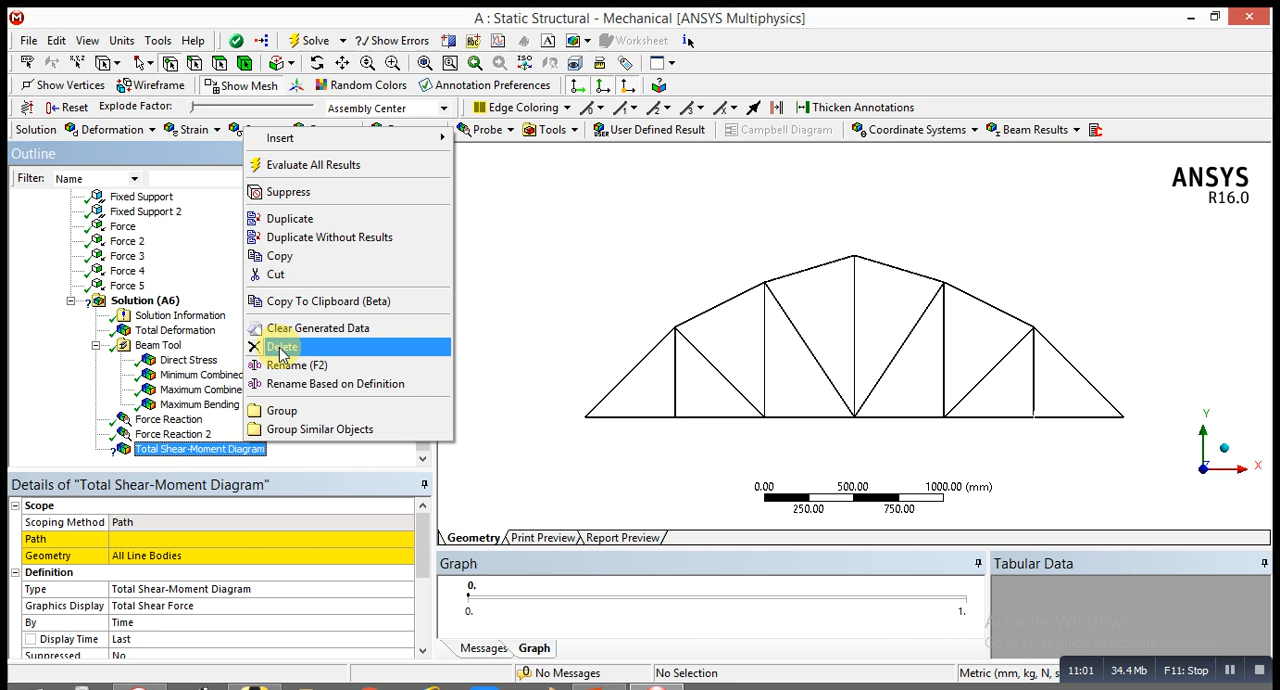 A : Static Structural - Mechanical [ANSYS Multiphysics]
File Edit View Units Tools Help Solve ?/ Show Errors Worksheet
Show Vertices Wireframe Show Mesh Random Colors Annotation Preferences
Reset Explode Factor: Assembly Center Edge Coloring Thicken Annotations
Solution Deformation Strain Probe Tools User Defined Result Campbell Diagram Coordinate Systems Beam Results
Outline
Filter: Name
Fixed Support
Fixed Support 2
Force
Force 2
Force 3
Force 4
Force 5
Solution (A6)
Solution Information
Total Deformation
Beam Tool
Direct Stress
Minimum Combined
Maximum Combine
Maximum Bending
Force Reaction
Force Reaction 2
Total Shear-Moment Diagram
Insert
Evaluate All Results
Suppress
Duplicate
Duplicate Without Results
Copy
Cut
Copy To Clipboard (Beta)
Clear Generated Data
Delete
Rename (F2)
Rename Based on Definition
Group
Group Similar Objects
ANSYS
R16.0
Y
X
Z
0.00 500.00 1000.00 (mm)
250.00 750.00
Geometry Print Preview Report Preview
Details of "Total Shear-Moment Diagram"
Scope
Scoping Method Path
Path
Geometry All Line Bodies
Definition
Type Total Shear-Moment Diagram
Graphics Display Total Shear Force
By Time
Display Time Last
Suppressed No
Graph
0.
0. 1.
Messages Graph
Tabular Data
Activate Windows
No Messages No Selection Metric (mm, kg, N, s
11:01 34.4 Mb F11: Stop